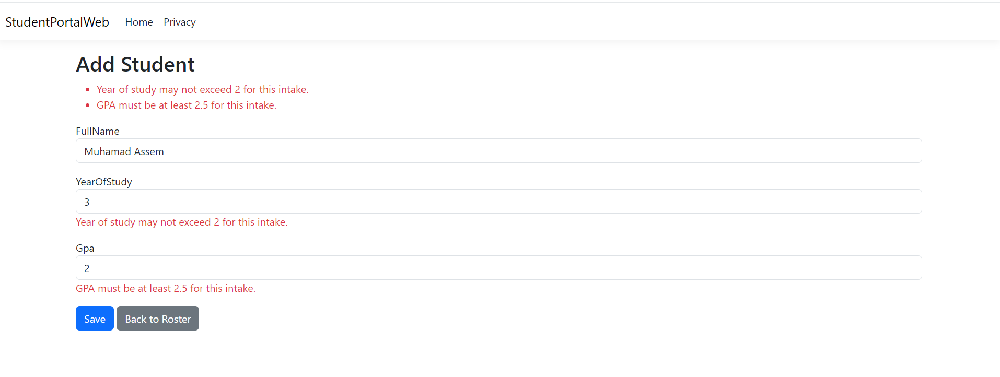 StudentPortalWeb Home Privacy
Add Student
Year of study may not exceed 2 for this intake.
GPA must be at least 2.5 for this intake.
FullName
Muhamad Assem
YearOfStudy
3
Year of study may not exceed 2 for this intake.
Gpa
2
GPA must be at least 2.5 for this intake.
Save Back to Roster